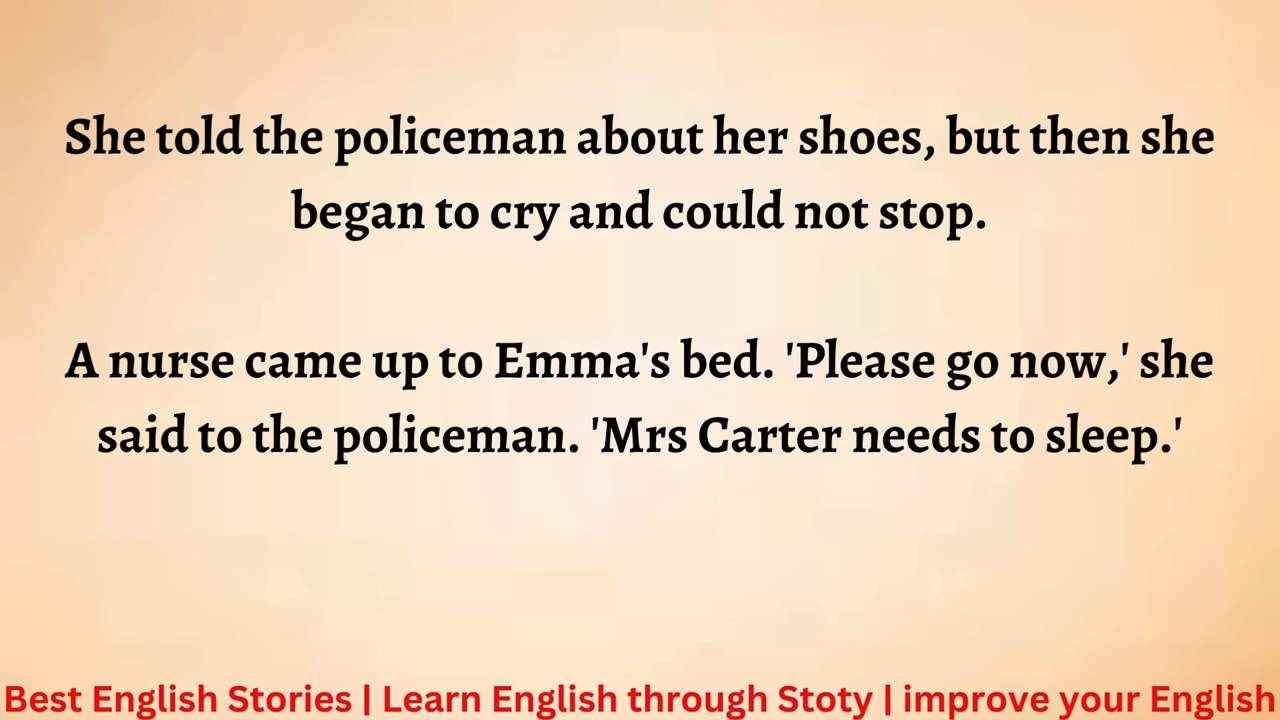 She told the policeman about her shoes, but then she
began to cry and could not stop.
A nurse came up to Emma's bed. 'Please go now,' she
said to the policeman. 'Mrs Carter needs to sleep.'
Best English Stories | Learn English through Stoty | improve your English